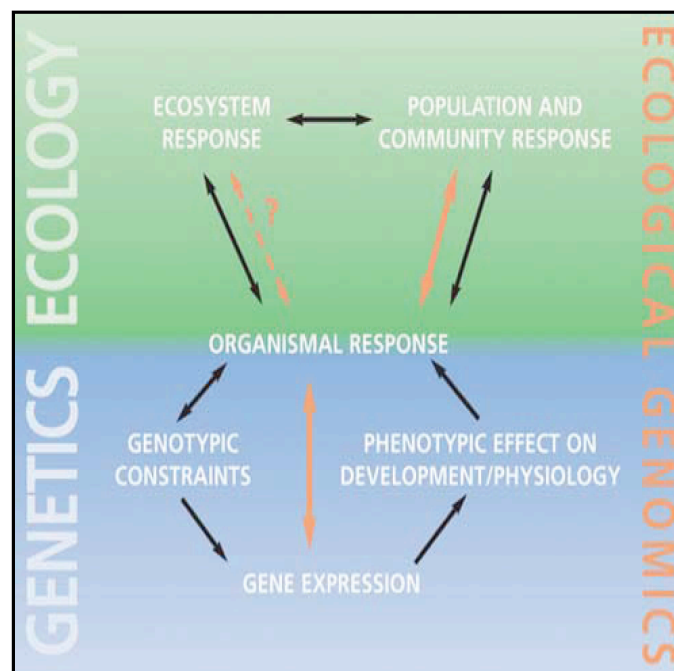 ECOLOGY
GENETICS
ECOLOGICAL GENOMICS
ECOSYSTEM
RESPONSE
POPULATION AND
COMMUNITY RESPONSE
?
ORGANISMAL RESPONSE
GENOTYPIC
CONSTRAINTS
PHENOTYPIC EFFECT ON
DEVELOPMENT/PHYSIOLOGY
GENE EXPRESSION